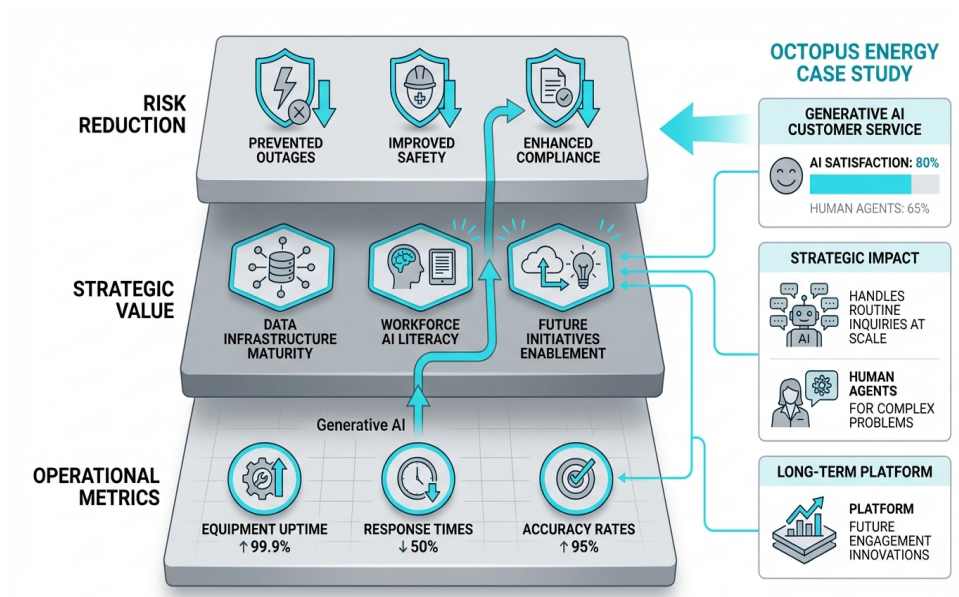 RISK
REDUCTION
PREVENTED
OUTAGES
IMPROVED
SAFETY
ENHANCED
COMPLIANCE
STRATEGIC
VALUE
DATA
INFRASTRUCTURE
MATURITY
WORKFORCE
AI LITERACY
FUTURE
INITIATIVES
ENABLEMENT
Generative AI
OPERATIONAL
METRICS
EQUIPMENT UPTIME
↑ 99.9%
RESPONSE TIMES
↓ 50%
ACCURACY RATES
↑ 95%
OCTOPUS ENERGY
CASE STUDY
GENERATIVE AI
CUSTOMER SERVICE
AI SATISFACTION: 80%
HUMAN AGENTS: 65%
STRATEGIC IMPACT
AI
HANDLES
ROUTINE
INQUIRIES AT
SCALE
HUMAN
AGENTS
FOR COMPLEX
PROBLEMS
LONG-TERM PLATFORM
PLATFORM
FUTURE
ENGAGEMENT
INNOVATIONS